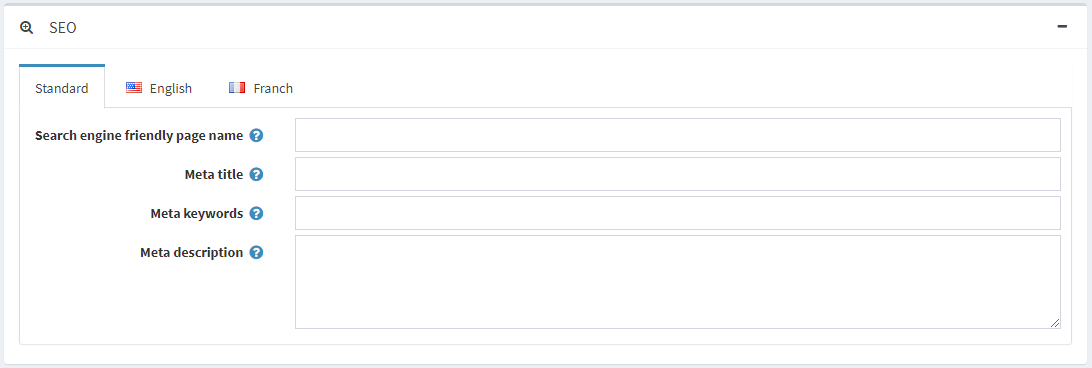 SEO
Standard English Franch
Search engine friendly page name ?
Meta title ?
Meta keywords ?
Meta description ?